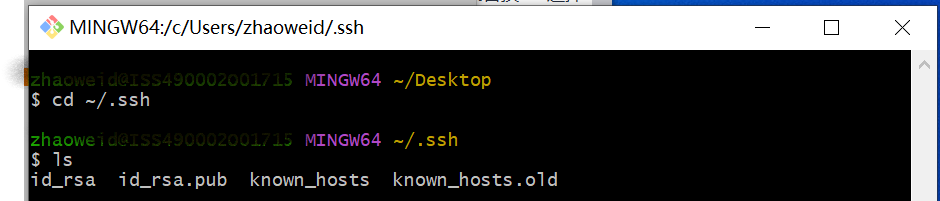 MINGW64:/c/Users/zhaoweid/.ssh
zhaoweid@ISS490002001715 MINGW64 ~/Desktop
$ cd ~/.ssh
zhaoweid@ISS490002001715 MINGW64 ~/.ssh
$ ls
id_rsa id_rsa.pub known_hosts known_hosts.old